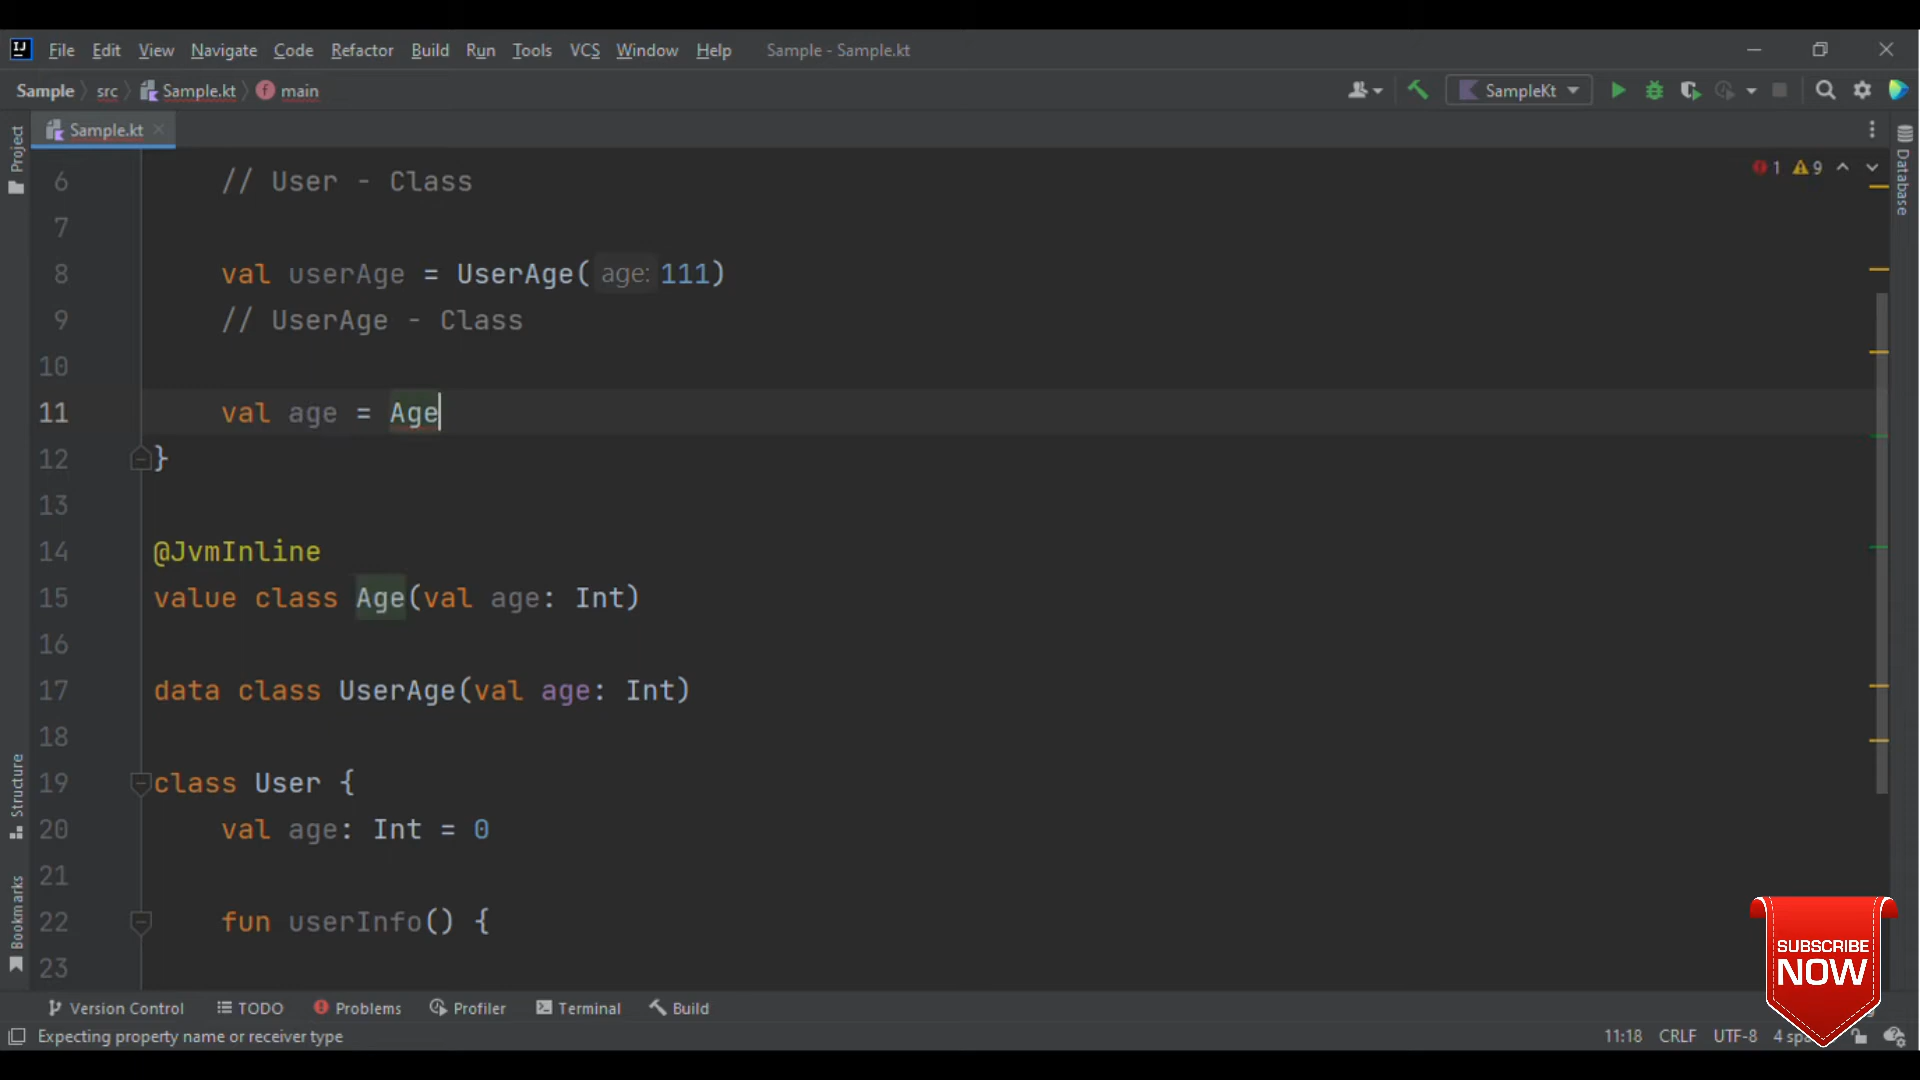 File Edit View Navigate Code Refactor Build Run Tools VCS Window Help Sample - Sample.kt
Sample src Sample.kt main SampleKt
Sample.kt
Project
Database
1 9
6 // User - Class
7
8 val userAge = UserAge( age: 111)
9 // UserAge - Class
10
11 val age = Age
12 }
13
14 @JvmInline
15 value class Age(val age: Int)
16
17 data class UserAge(val age: Int)
18
19 class User {
20 val age: Int = 0
21
22 fun userInfo() {
23
Structure
Bookmarks
SUBSCRIBE
NOW
Version Control TODO Problems Profiler Terminal Build
Expecting property name or receiver type 11:18 CRLF UTF-8 4